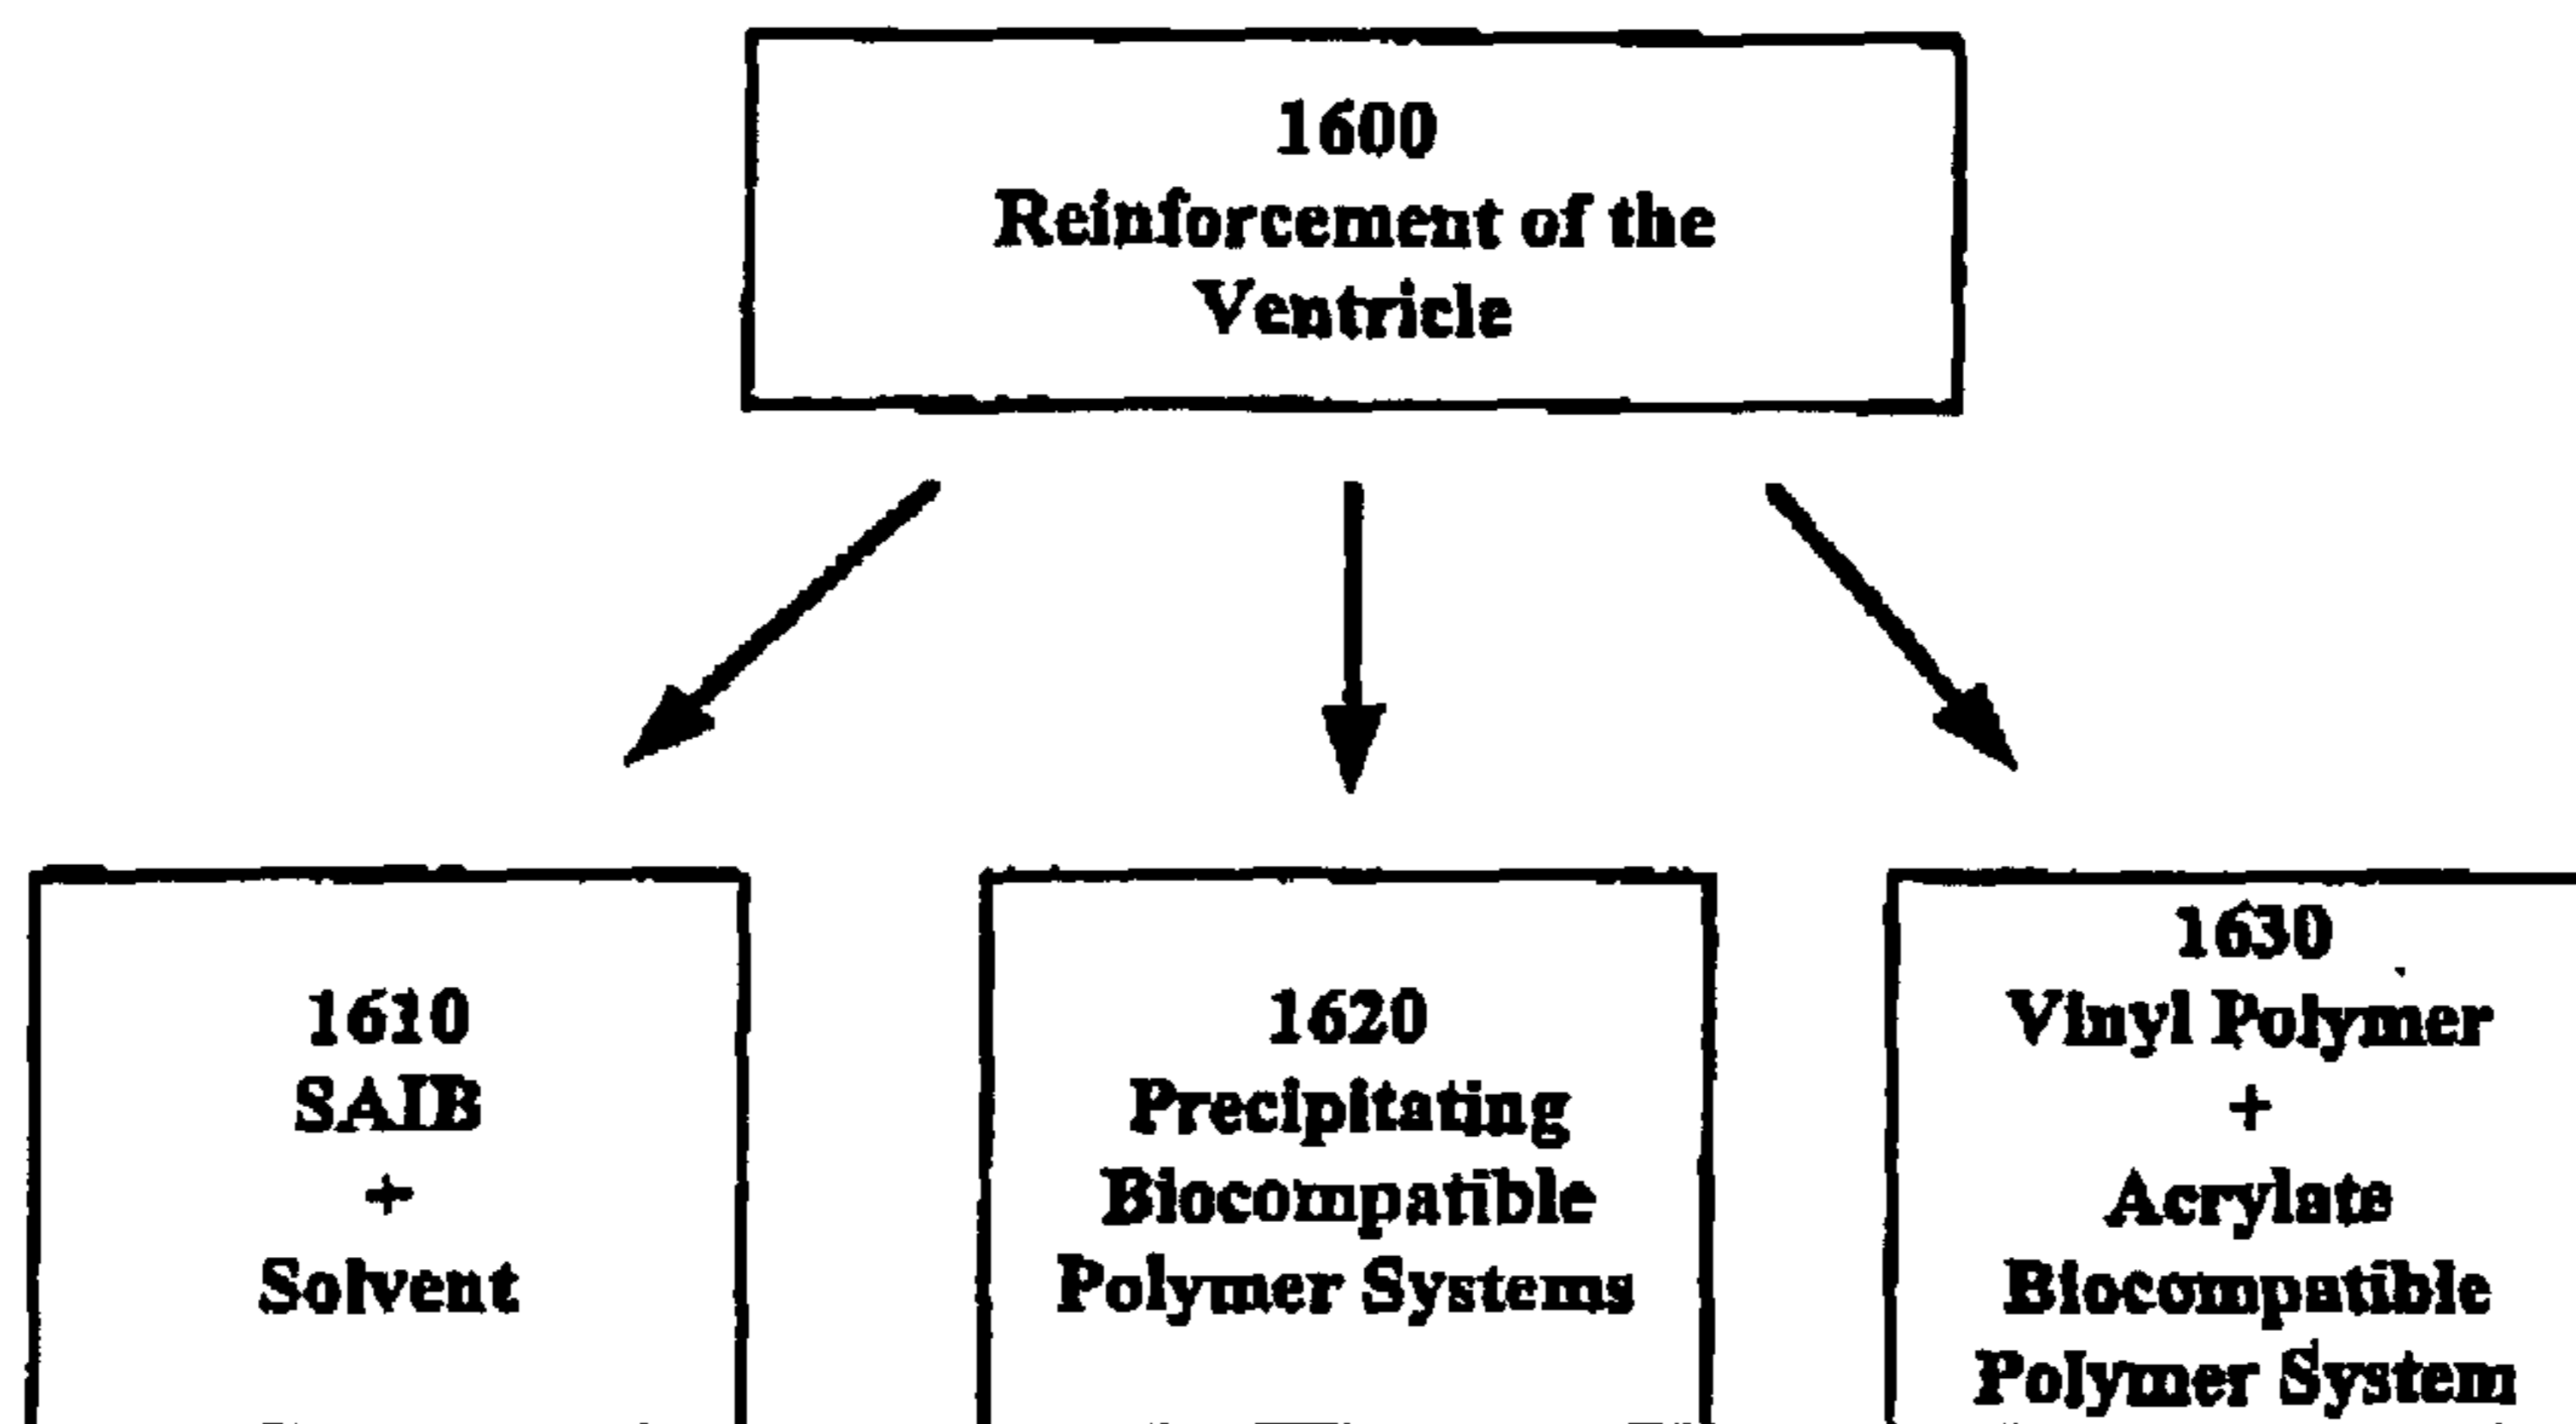 1600
Reinforcement of the
Ventricle
1610
SAIB
+
Solvent
1620
Precipitating
Biocompatible
Polymer Systems
1630
Vinyl Polymer
+
Acrylate
Biocompatible
Polymer System